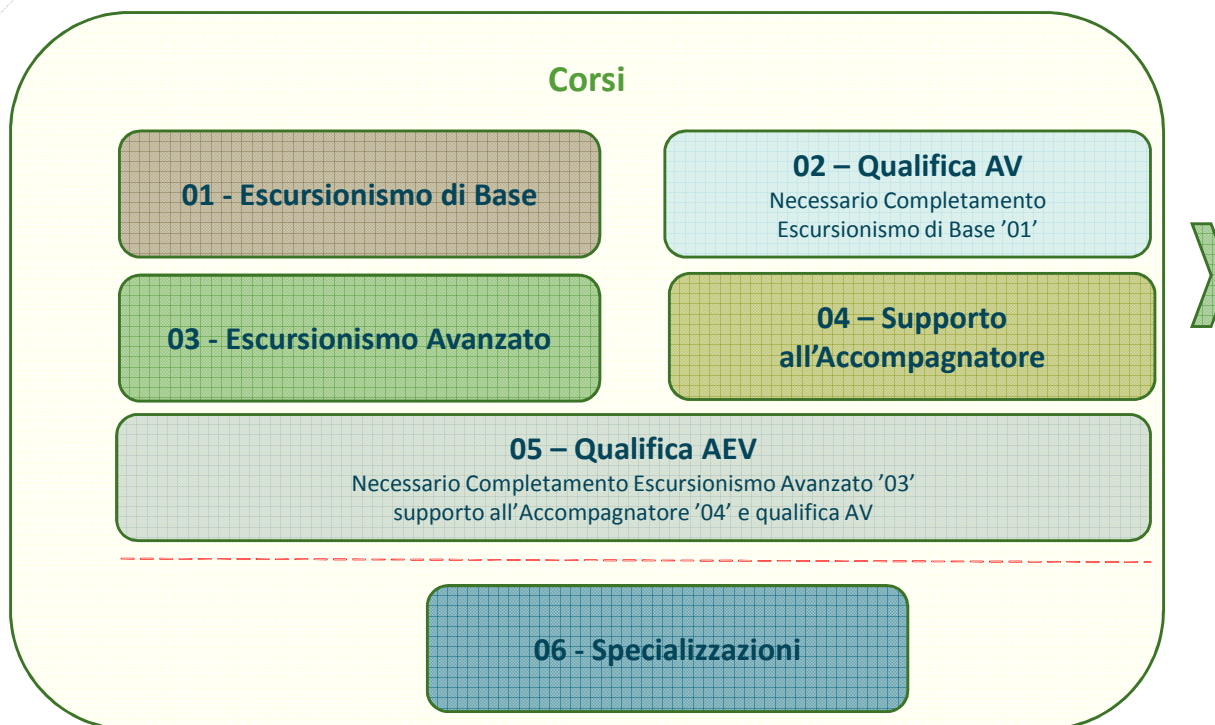 Corsi
01 - Escursionismo di Base
02 – Qualifica AV
Necessario Completamento
Escursionismo di Base ’01’
03 - Escursionismo Avanzato
04 – Supporto
all’Accompagnatore
05 – Qualifica AEV
Necessario Completamento Escursionismo Avanzato ’03’
supporto all’Accompagnatore ’04’ e qualifica AV
06 - Specializzazioni